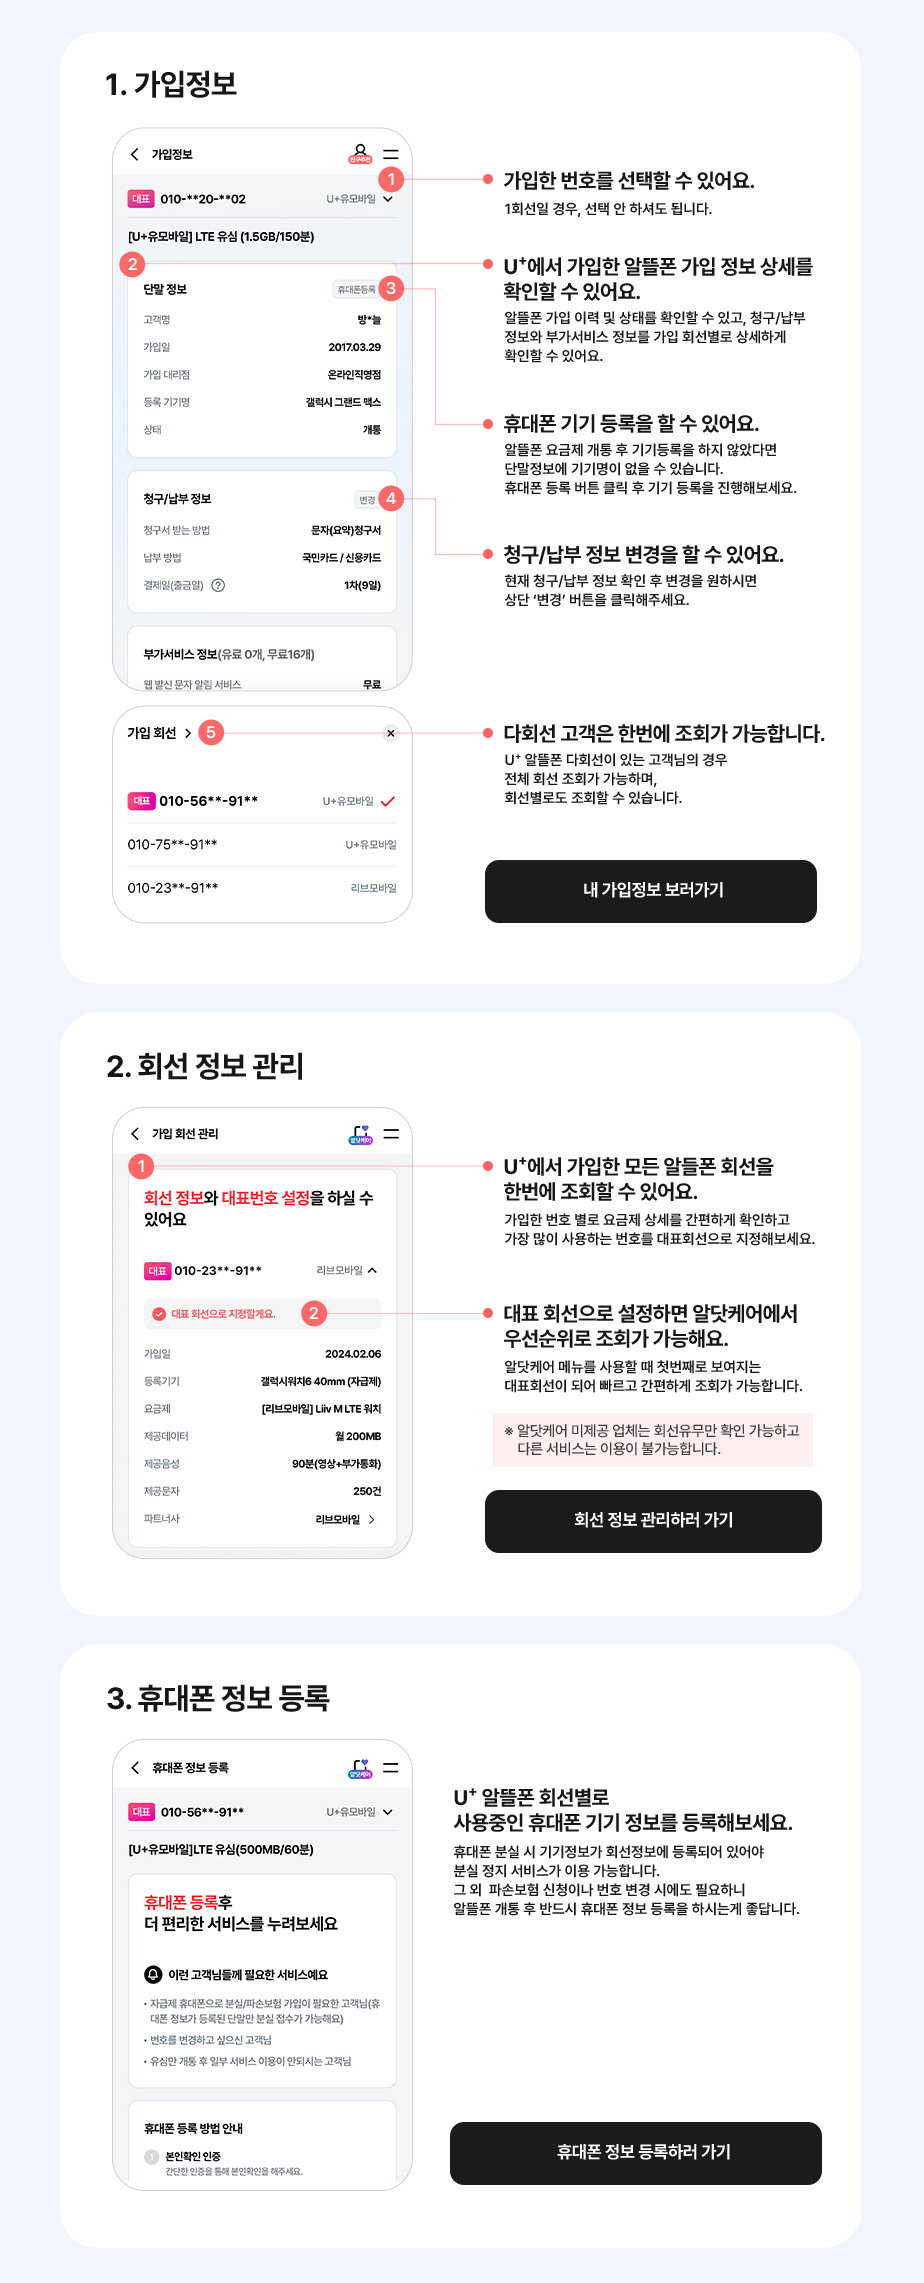 1. 가입정보
가입정보
친구추천
1
대표 010-**20-**02 U+유모바일
[U+유모바일] LTE 유심 (1.5GB/150분)
2
단말 정보 휴대폰등록 3
고객명 방*늘
가입일 2017.03.29
가입 대리점 온라인직영점
등록 기기명 갤럭시 그랜드 맥스
상태 개통
청구/납부 정보 변경 4
청구서 받는 방법 문자(요약)청구서
납부 방법 국민카드 / 신용카드
결제일(출금일) ? 1차(9일)
부가서비스 정보(유료 0개, 무료16개)
웹 발신 문자 알림 서비스 무료
가입 회선 5
대표 010-56**-91** U+유모바일
010-75**-91** U+유모바일
010-23**-91** 리브모바일
가입한 번호를 선택할 수 있어요.
1회선일 경우, 선택 안 하셔도 됩니다.
U⁺에서 가입한 알뜰폰 가입 정보 상세를
확인할 수 있어요.
알뜰폰 가입 이력 및 상태를 확인할 수 있고, 청구/납부
정보와 부가서비스 정보를 가입 회선별로 상세하게
확인할 수 있어요.
휴대폰 기기 등록을 할 수 있어요.
알뜰폰 요금제 개통 후 기기등록을 하지 않았다면
단말정보에 기기명이 없을 수 있습니다.
휴대폰 등록 버튼 클릭 후 기기 등록을 진행해보세요.
청구/납부 정보 변경을 할 수 있어요.
현재 청구/납부 정보 확인 후 변경을 원하시면
상단 ‘변경’ 버튼을 클릭해주세요.
다회선 고객은 한번에 조회가 가능합니다.
U⁺ 알뜰폰 다회선이 있는 고객님의 경우
전체 회선 조회가 가능하며,
회선별로도 조회할 수 있습니다.
내 가입정보 보러가기
2. 회선 정보 관리
가입 회선 관리
알닷케어
1
회선 정보와 대표번호 설정을 하실 수
있어요
대표 010-23**-91** 리브모바일
대표 회선으로 지정할게요. 2
가입일 2024.02.06
등록기기 갤럭시워치6 40mm (자급제)
요금제 [리브모바일] Liiv M LTE 워치
제공데이터 월 200MB
제공음성 90분(영상+부가통화)
제공문자 250건
파트너사 리브모바일
U⁺에서 가입한 모든 알들폰 회선을
한번에 조회할 수 있어요.
가입한 번호 별로 요금제 상세를 간편하게 확인하고
가장 많이 사용하는 번호를 대표회선으로 지정해보세요.
대표 회선으로 설정하면 알닷케어에서
우선순위로 조회가 가능해요.
알닷케어 메뉴를 사용할 때 첫번째로 보여지는
대표회선이 되어 빠르고 간편하게 조회가 가능합니다.
※ 알닷케어 미제공 업체는 회선유무만 확인 가능하고
다른 서비스는 이용이 불가능합니다.
회선 정보 관리하러 가기
3. 휴대폰 정보 등록
휴대폰 정보 등록
알닷케어
대표 010-56**-91** U+유모바일
[U+유모바일]LTE 유심(500MB/60분)
휴대폰 등록후
더 편리한 서비스를 누려보세요
이런 고객님들께 필요한 서비스예요
· 자급제 휴대폰으로 분실/파손보험 가입이 필요한 고객님(휴
대폰 정보가 등록된 단말만 분실 접수가 가능해요)
· 번호를 변경하고 싶으신 고객님
· 유심만 개통 후 일부 서비스 이용이 안되시는 고객님
휴대폰 등록 방법 안내
1 본인확인 인증
간단한 인증을 통해 본인확인을 해주세요.
U⁺ 알뜰폰 회선별로
사용중인 휴대폰 기기 정보를 등록해보세요.
휴대폰 분실 시 기기정보가 회선정보에 등록되어 있어야
분실 정지 서비스가 이용 가능합니다.
그 외 파손보험 신청이나 번호 변경 시에도 필요하니
알뜰폰 개통 후 반드시 휴대폰 정보 등록을 하시는게 좋답니다.
휴대폰 정보 등록하러 가기